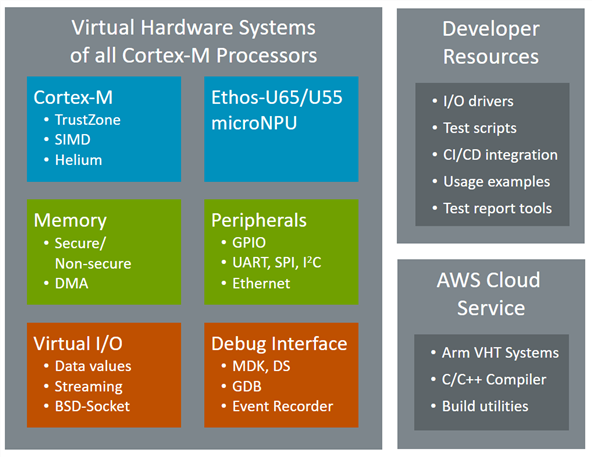 Virtual Hardware Systems
of all Cortex-M Processors
Cortex-M
• TrustZone
• SIMD
• Helium
Ethos-U65/U55
microNPU
Memory
• Secure/
Non-secure
• DMA
Peripherals
• GPIO
• UART, SPI, I²C
• Ethernet
Virtual I/O
• Data values
• Streaming
• BSD-Socket
Debug Interface
• MDK, DS
• GDB
• Event Recorder
Developer
Resources
• I/O drivers
• Test scripts
• CI/CD integration
• Usage examples
• Test report tools
AWS Cloud
Service
• Arm VHT Systems
• C/C++ Compiler
• Build utilities